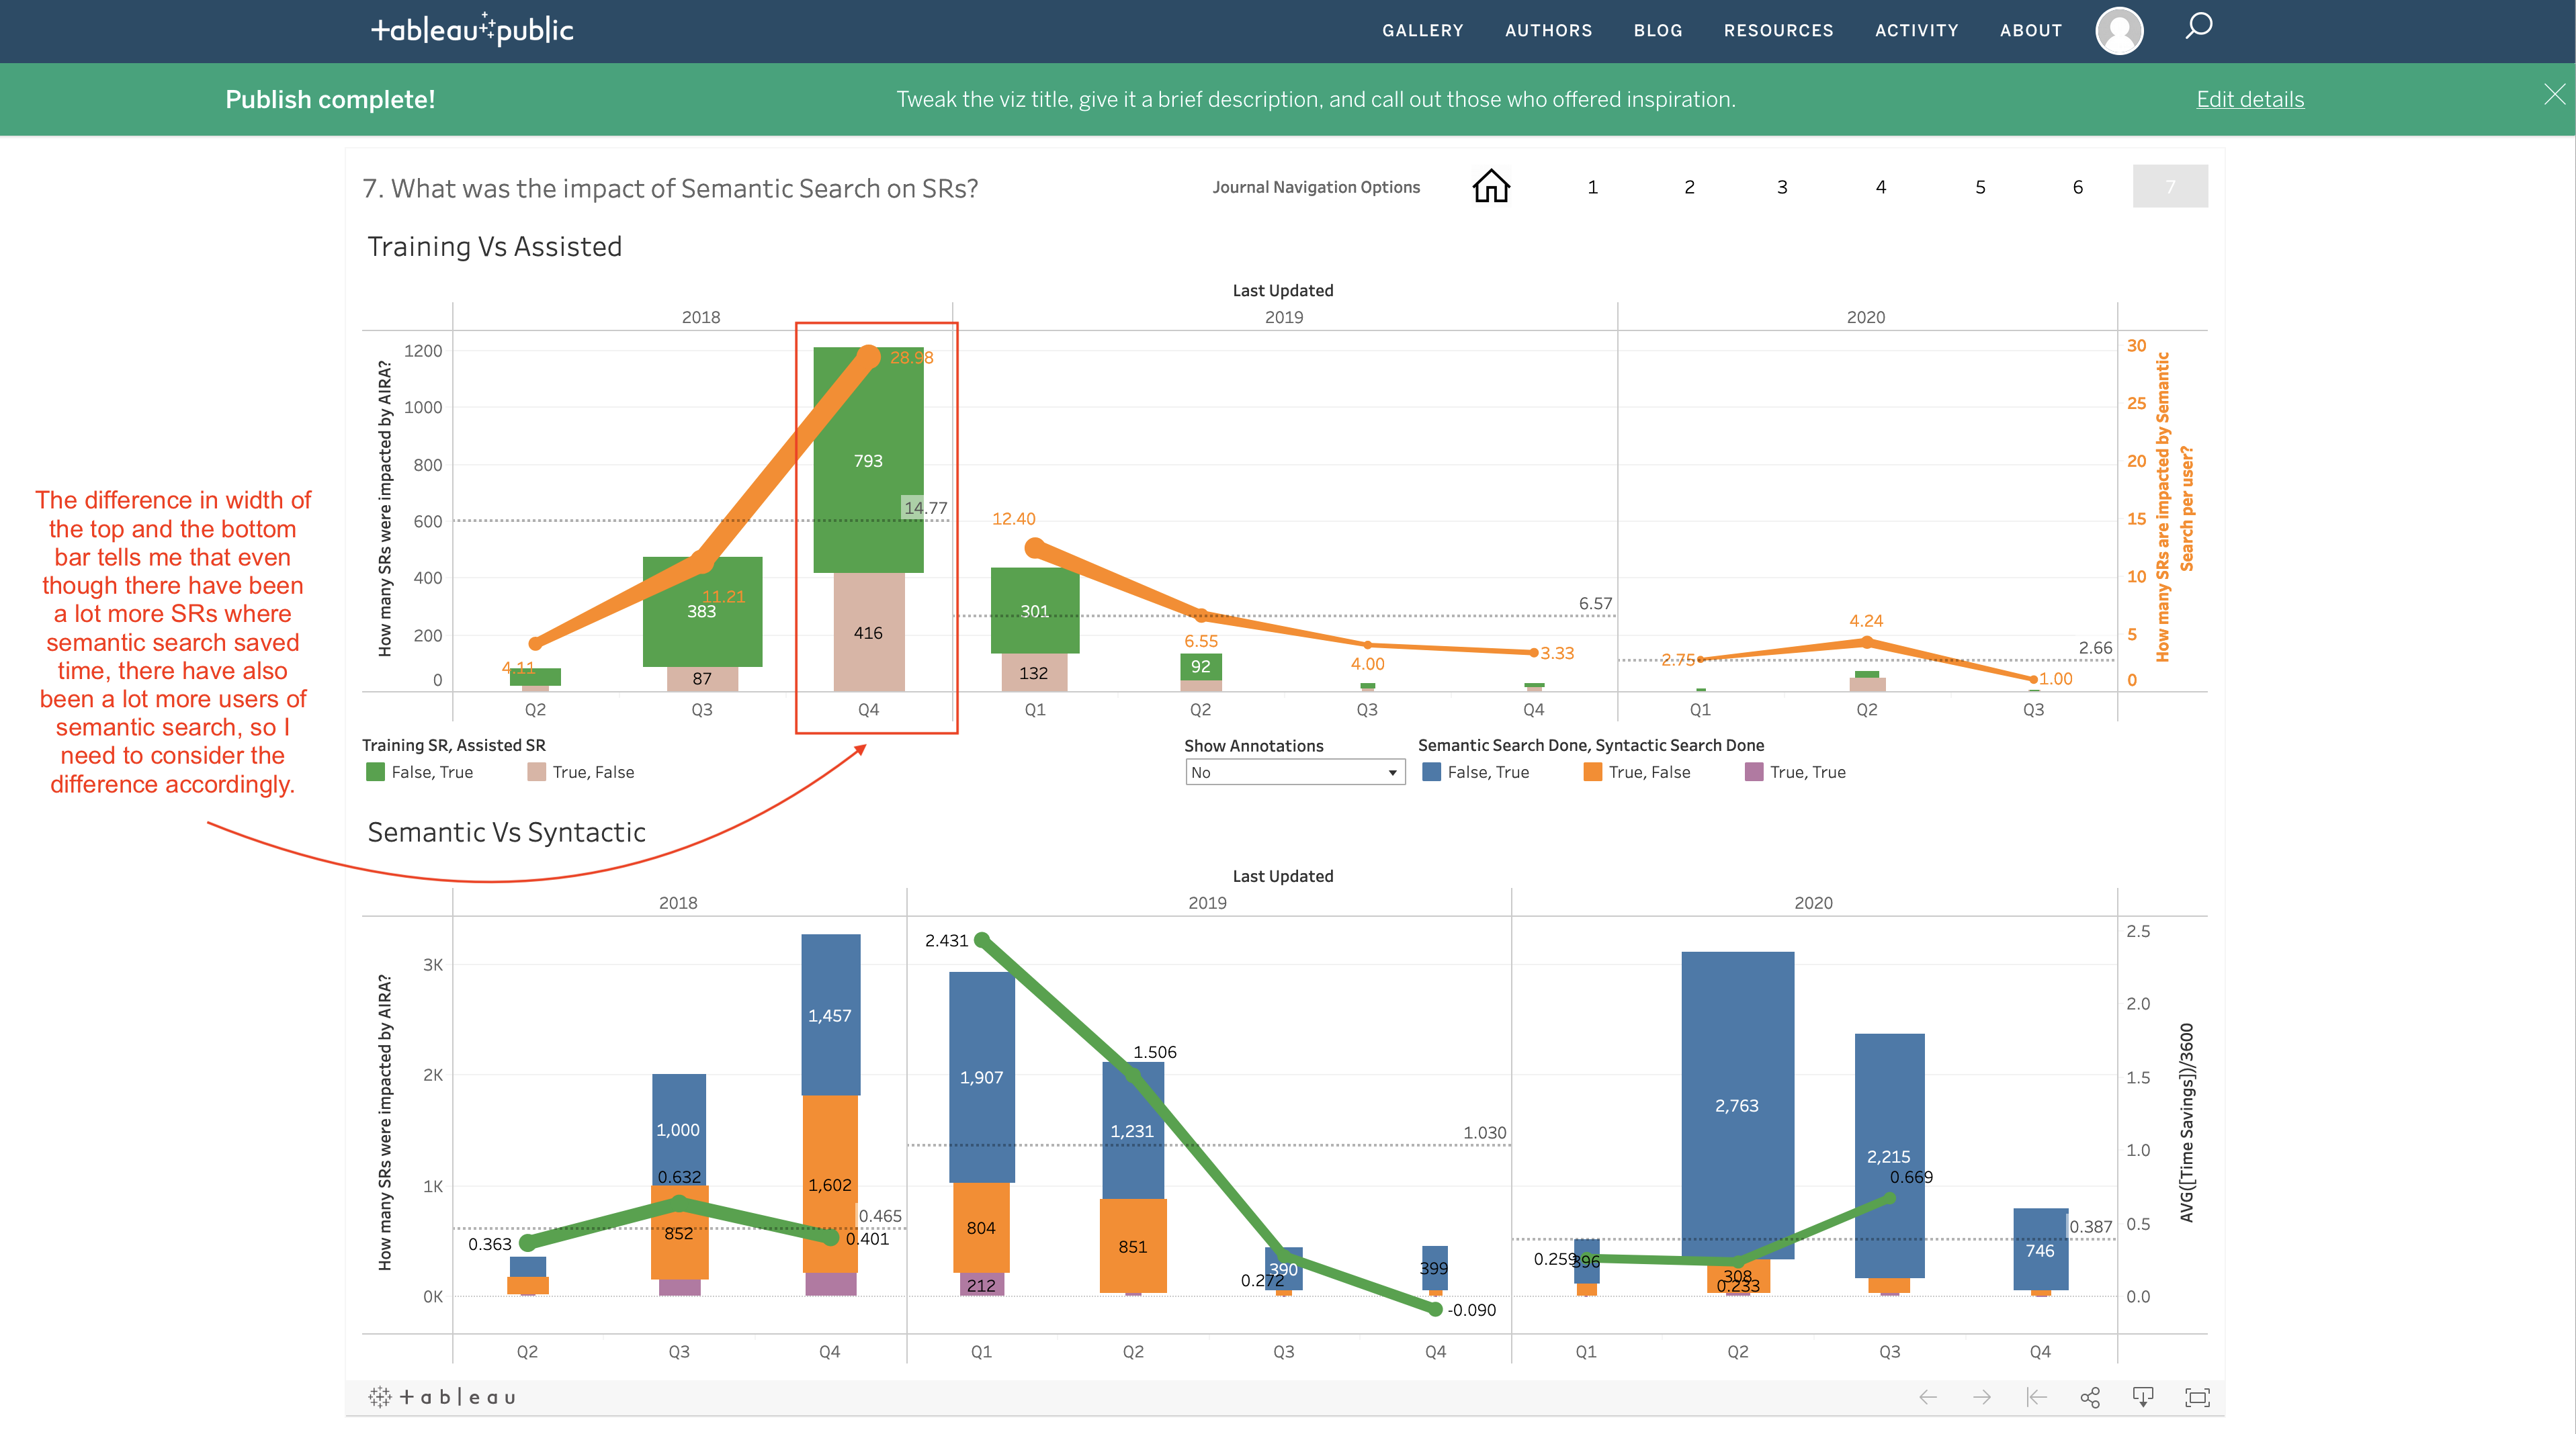 +ab|eau public
GALLERY AUTHORS BLOG RESOURCES ACTIVITY ABOUT
Publish complete!
Tweak the viz title, give it a brief description, and call out those who offered inspiration.
Edit details
7. What was the impact of Semantic Search on SRs?
Journal Navigation Options
1 2 3 4 5 6 7
Training Vs Assisted
Last Updated
2018 2019 2020
How many SRs were impacted by AIRA?
1200
1000
800
600
400
200
0
4.11
11.21
383
87
28.98
793
14.77
416
12.40
301
132
6.55
92
4.00
3.33
6.57
2.75
4.24
1.00
2.66
30
25
20
15
10
5
0
How many SRs are impacted by Semantic
Search per user?
Q2 Q3 Q4 Q1 Q2 Q3 Q4 Q1 Q2 Q3
The difference in width of
the top and the bottom
bar tells me that even
though there have been
a lot more SRs where
semantic search saved
time, there have also
been a lot more users of
semantic search, so I
need to consider the
difference accordingly.
Training SR, Assisted SR
False, True True, False
Show Annotations
No
Semantic Search Done, Syntactic Search Done
False, True True, False True, True
Semantic Vs Syntactic
Last Updated
2018 2019 2020
How many SRs were impacted by AIRA?
3K
2K
1K
0K
0.363
1,000
0.632
852
1,457
1,602
0.465
0.401
2.431
1,907
804
212
1.506
1,231
851
390
0.272
399
-0.090
1.030
0.259
396
2,763
308
0.233
2,215
0.669
746
0.387
2.5
2.0
1.5
1.0
0.5
0.0
AVG([Time Savings])/3600
Q2 Q3 Q4 Q1 Q2 Q3 Q4 Q1 Q2 Q3 Q4
+ab|eau